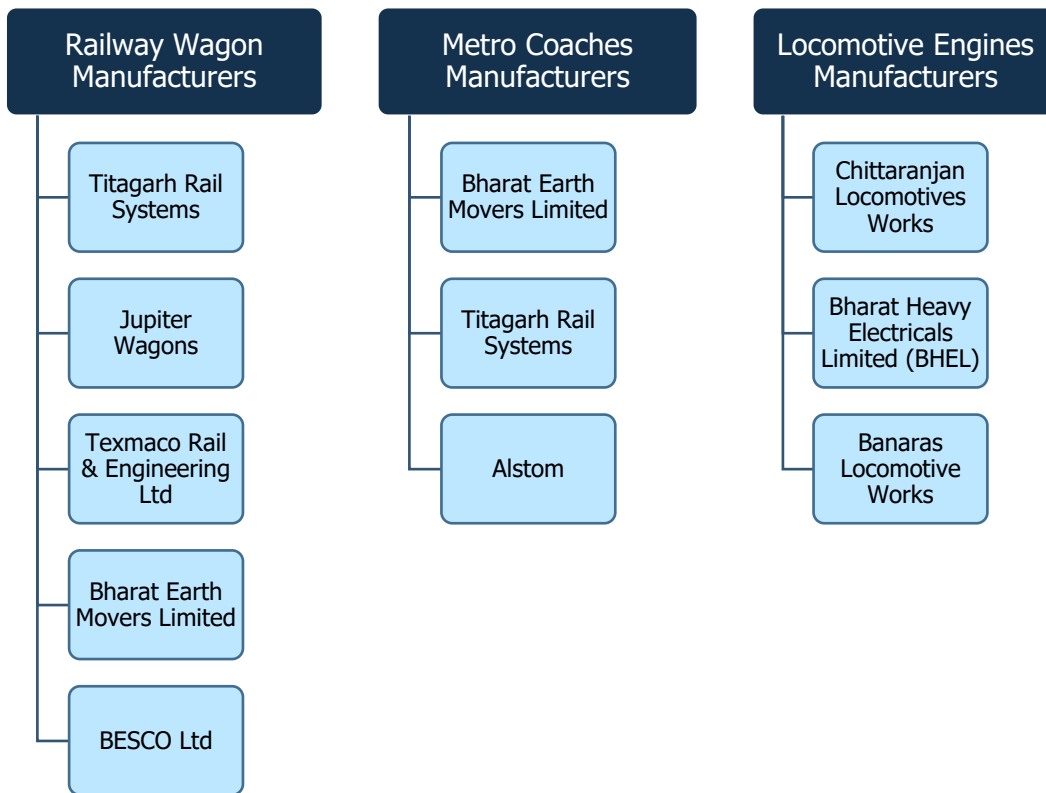 Railway Wagon
Manufacturers
Titagarh Rail
Systems
Jupiter
Wagons
Texmaco Rail
& Engineering
Ltd
Bharat Earth
Movers Limited
BESCO Ltd
Metro Coaches
Manufacturers
Bharat Earth
Movers Limited
Titagarh Rail
Systems
Alstom
Locomotive Engines
Manufacturers
Chittaranjan
Locomotives
Works
Bharat Heavy
Electricals
Limited (BHEL)
Banaras
Locomotive
Works